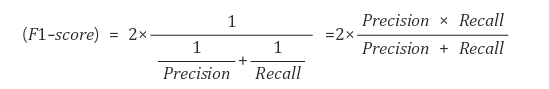 (F1-score) = 2× 1 / (1/Precision + 1/Recall) =2× (Precision × Recall) / (Precision + Recall)